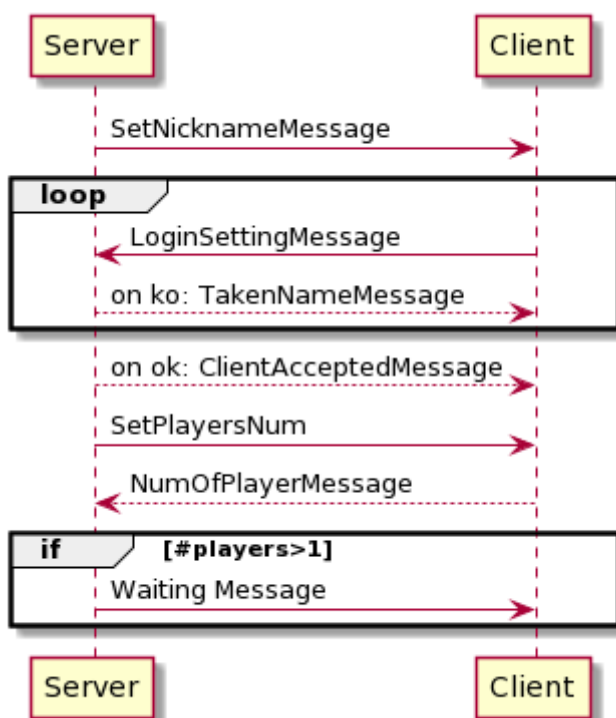 Server Client
SetNicknameMessage
loop
LoginSettingMessage
on ko: TakenNameMessage
on ok: ClientAcceptedMessage
SetPlayersNum
NumOfPlayerMessage
if [#players>1]
Waiting Message
Server Client